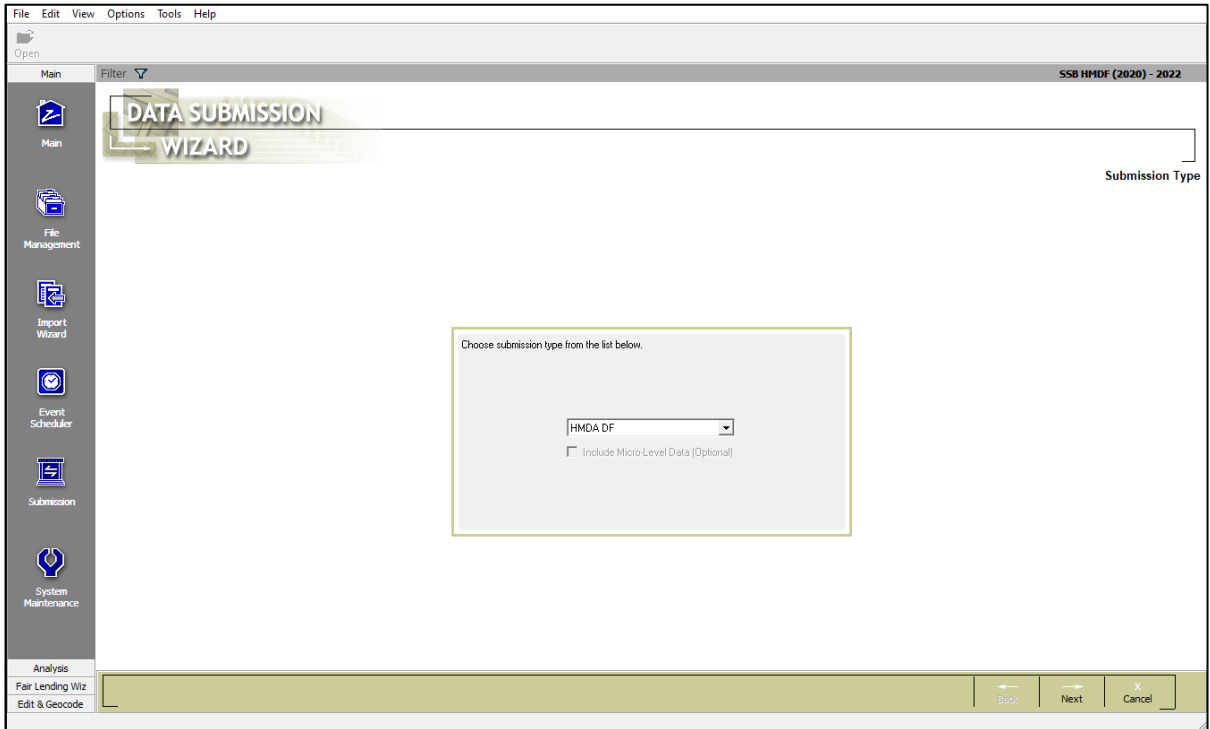 File Edit View Options Tools Help
Open
Main
Filter
SSB HMDF (2020) - 2022
DATA SUBMISSION
WIZARD
Submission Type
Main
File
Management
Import
Wizard
Event
Scheduler
Submission
System
Maintenance
Choose submission type from the list below.
HMDA DF
Include Micro-Level Data (Optional)
Analysis
Fair Lending Wiz
Edit & Geocode
Back
Next
X
Cancel